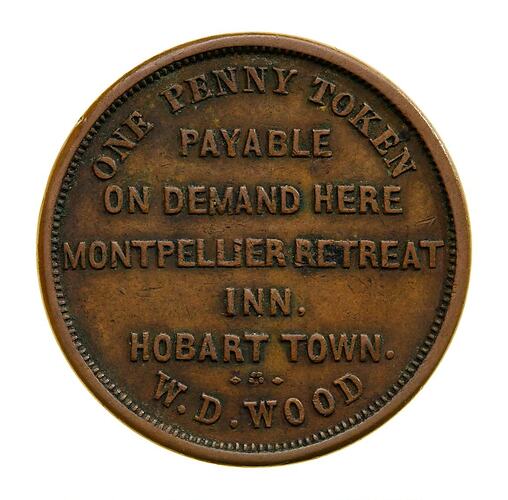 ONE PENNY TOKEN
PAYABLE
ON DEMAND HERE
MONTPELLIER RETREAT
INN.
HOBART TOWN.
W.D.WOOD